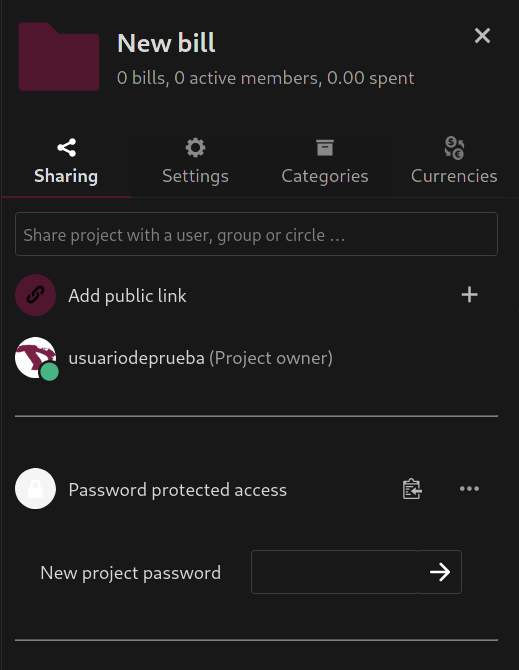 New bill
0 bills, 0 active members, 0.00 spent
Sharing
Settings
Categories
Currencies
Share project with a user, group or circle …
Add public link
usuariodeprueba (Project owner)
Password protected access
New project password